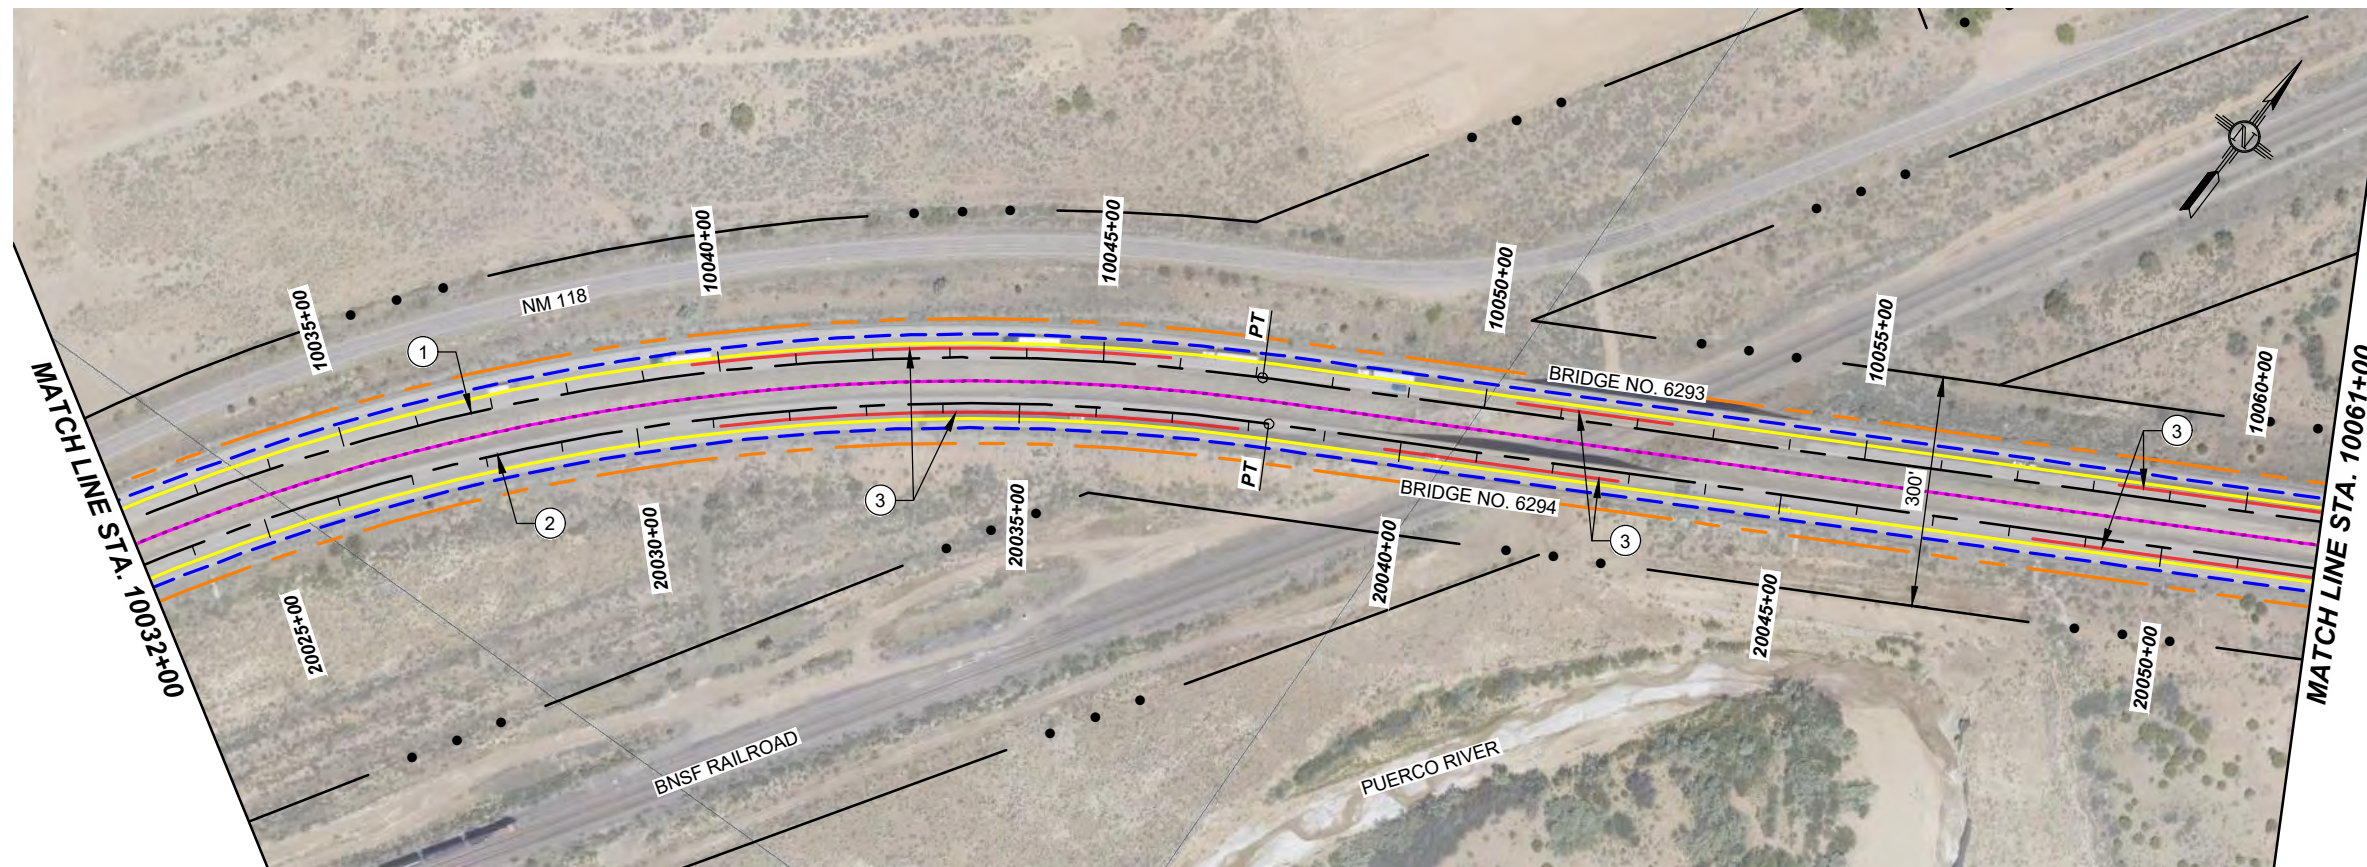 10040+00
10045+00
10050+00
10035+00
NM 118
PT
10055+00
10060+00
1
BRIDGE NO. 6293
MATCH LINE STA. 10032+00
MATCH LINE STA. 10061+00
3
300'
PT
3
BRIDGE NO. 6294
2
3
20025+00
20030+00
20035+00
20040+00
20045+00
20050+00
BNSF RAILROAD
PUERCO RIVER
N